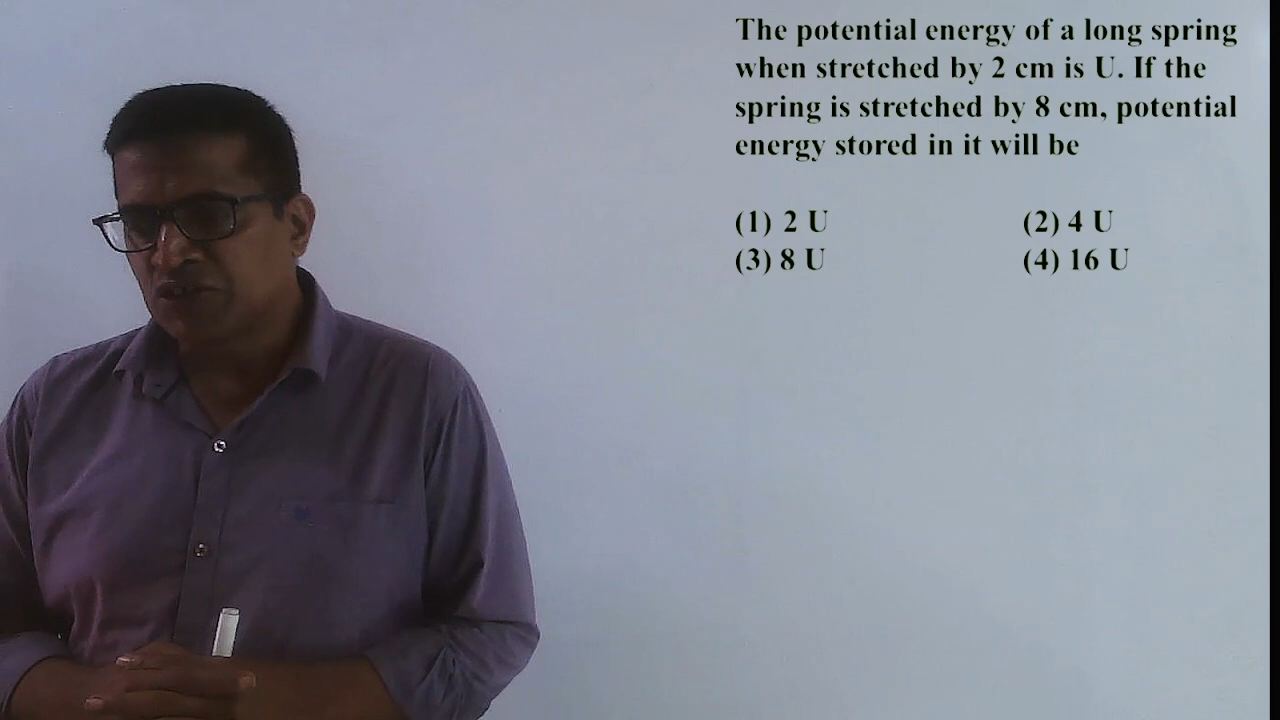 The potential energy of a long spring
when stretched by 2 cm is U. If the
spring is stretched by 8 cm, potential
energy stored in it will be
(1) 2 U (2) 4 U
(3) 8 U (4) 16 U